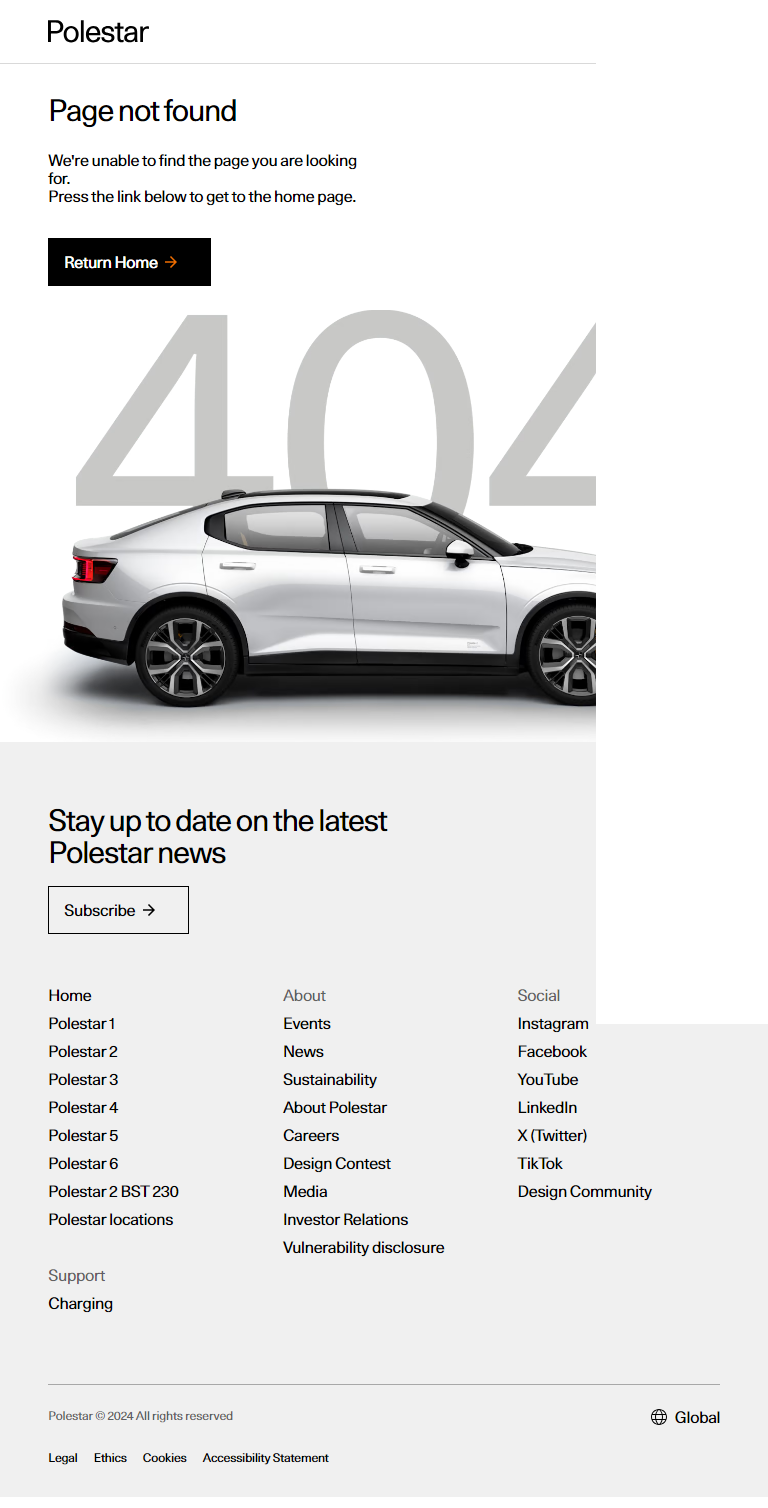 Polestar
Page not found
We're unable to find the page you are looking
for.
Press the link below to get to the home page.
Return Home
404
Stay up to date on the latest
Polestar news
Subscribe
Home
Polestar 1
Polestar 2
Polestar 3
Polestar 4
Polestar 5
Polestar 6
Polestar 2 BST 230
Polestar locations
Support
Charging
About
Events
News
Sustainability
About Polestar
Careers
Design Contest
Media
Investor Relations
Vulnerability disclosure
Social
Instagram
Facebook
YouTube
LinkedIn
X (Twitter)
TikTok
Design Community
Polestar © 2024 All rights reserved
Global
Legal Ethics Cookies Accessibility Statement